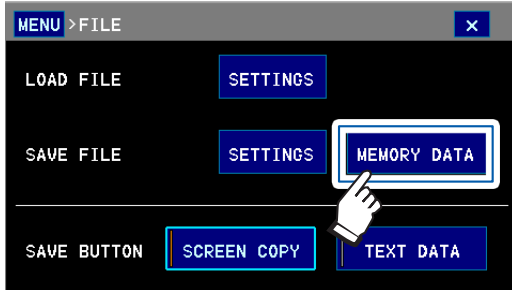 MENU >FILE ×
LOAD FILE SETTINGS
SAVE FILE SETTINGS MEMORY DATA
SAVE BUTTON SCREEN COPY TEXT DATA